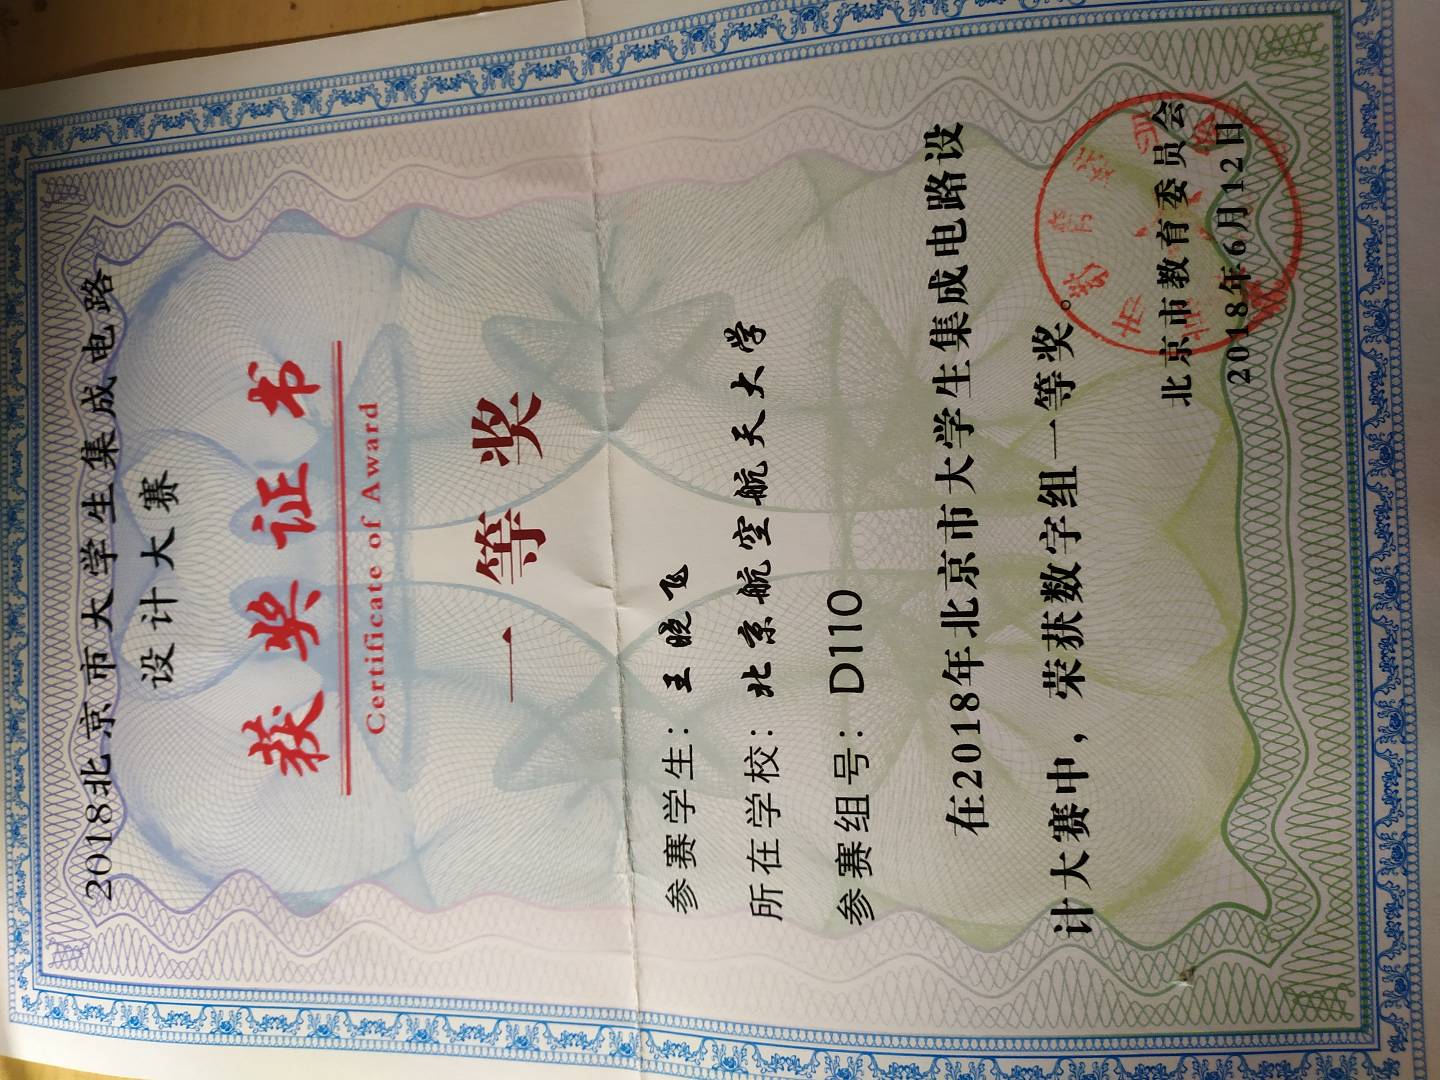 2018北京市大学生集成电路
设计大赛
获奖证书
Certificate of Award
一等奖
参赛学生：王晓飞
所在学校：北京航空航天大学
参赛组号：D110
在2018年北京市大学生集成电路设
计大赛中，荣获数字组一等奖。
北京市教育委员会
2018年6月12日